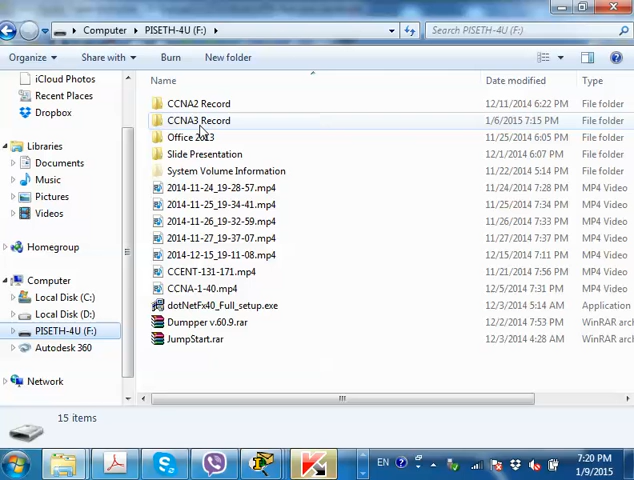 Computer ▸ PISETH-4U (F:) ▸
Search PISETH-4U (F:)
Organize Share with Burn New folder
Name Date modified Type
iCloud Photos
Recent Places
Dropbox
Libraries
Documents
Music
Pictures
Videos
Homegroup
Computer
Local Disk (C:)
Local Disk (D:)
PISETH-4U (F:)
Autodesk 360
Network
CCNA2 Record 12/11/2014 6:22 PM File folder
CCNA3 Record 1/6/2015 7:15 PM File folder
Office 2013 11/25/2014 6:05 PM File folder
Slide Presentation 12/1/2014 6:07 PM File folder
System Volume Information 11/22/2014 5:14 PM File folder
2014-11-24_19-28-57.mp4 11/24/2014 7:28 PM MP4 Video
2014-11-25_19-34-41.mp4 11/25/2014 7:34 PM MP4 Video
2014-11-26_19-32-59.mp4 11/26/2014 7:33 PM MP4 Video
2014-11-27_19-37-07.mp4 11/27/2014 7:37 PM MP4 Video
2014-12-15_19-11-08.mp4 12/15/2014 7:11 PM MP4 Video
CCENT-131-171.mp4 11/21/2014 7:56 PM MP4 Video
CCNA-1-40.mp4 12/5/2014 7:31 PM MP4 Video
dotNetFx40_Full_setup.exe 12/3/2014 5:14 AM Application
Dumpper v.60.9.rar 12/2/2014 7:53 PM WinRAR arch
JumpStart.rar 12/3/2014 4:28 AM WinRAR arch
15 items
EN
7:20 PM
1/9/2015